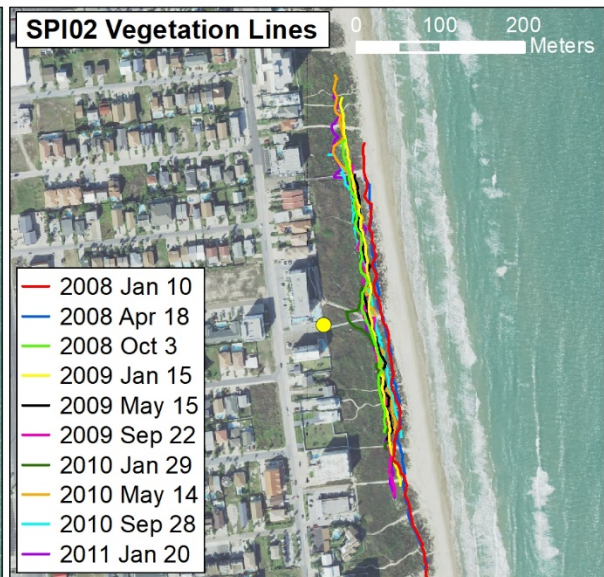 SPI02 Vegetation Lines
0 100 200
Meters
2008 Jan 10
2008 Apr 18
2008 Oct 3
2009 Jan 15
2009 May 15
2009 Sep 22
2010 Jan 29
2010 May 14
2010 Sep 28
2011 Jan 20